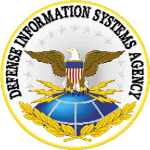 DEFENSE INFORMATION SYSTEMS AGENCY